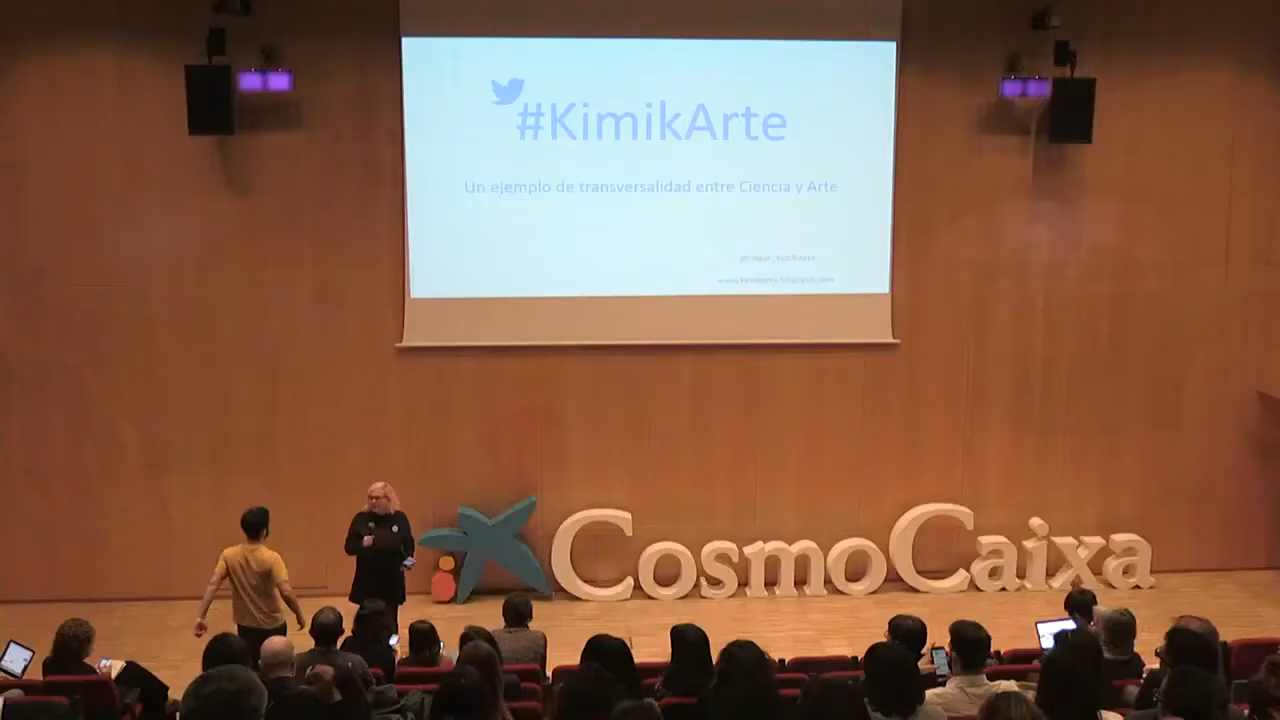 #KimikArte
Un ejemplo de transversalidad entre Ciencia y Arte
CosmoCaixa